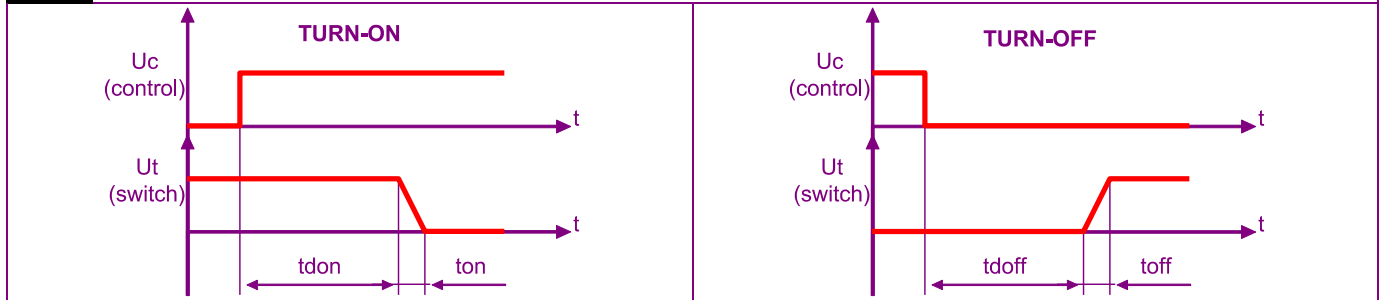 TURN-ON
Uc
(control)
t
Ut
(switch)
t
tdon
ton
TURN-OFF
Uc
(control)
t
Ut
(switch)
t
tdoff
toff